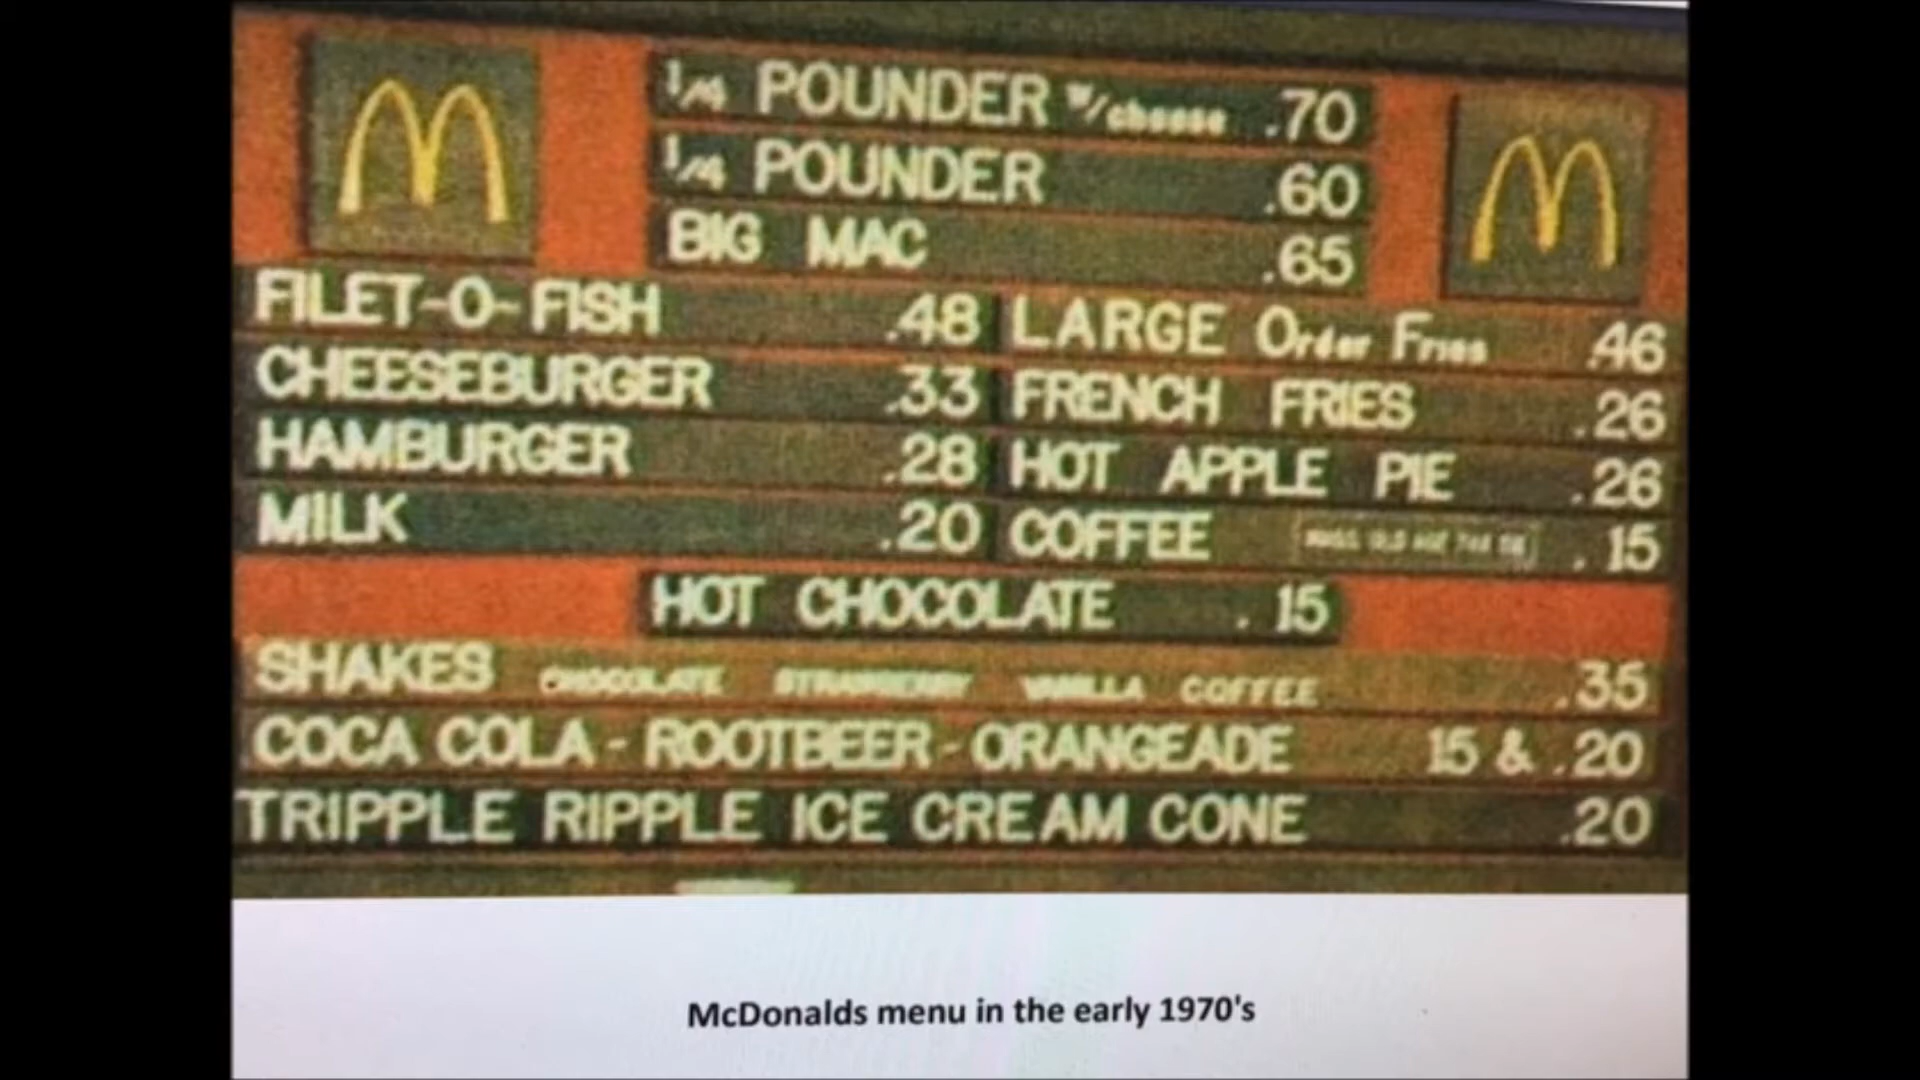 1/4 POUNDER w/cheese .70
1/4 POUNDER .60
BIG MAC .65
FILET-O-FISH .48
CHEESEBURGER .33
HAMBURGER .28
MILK .20
LARGE Order Fries .46
FRENCH FRIES .26
HOT APPLE PIE .26
COFFEE .15
HOT CHOCOLATE .15
SHAKES CHOCOLATE STRAWBERRY VANILLA COFFEE .35
COCA COLA - ROOTBEER - ORANGEADE 15 & .20
TRIPPLE RIPPLE ICE CREAM CONE .20
McDonalds menu in the early 1970's